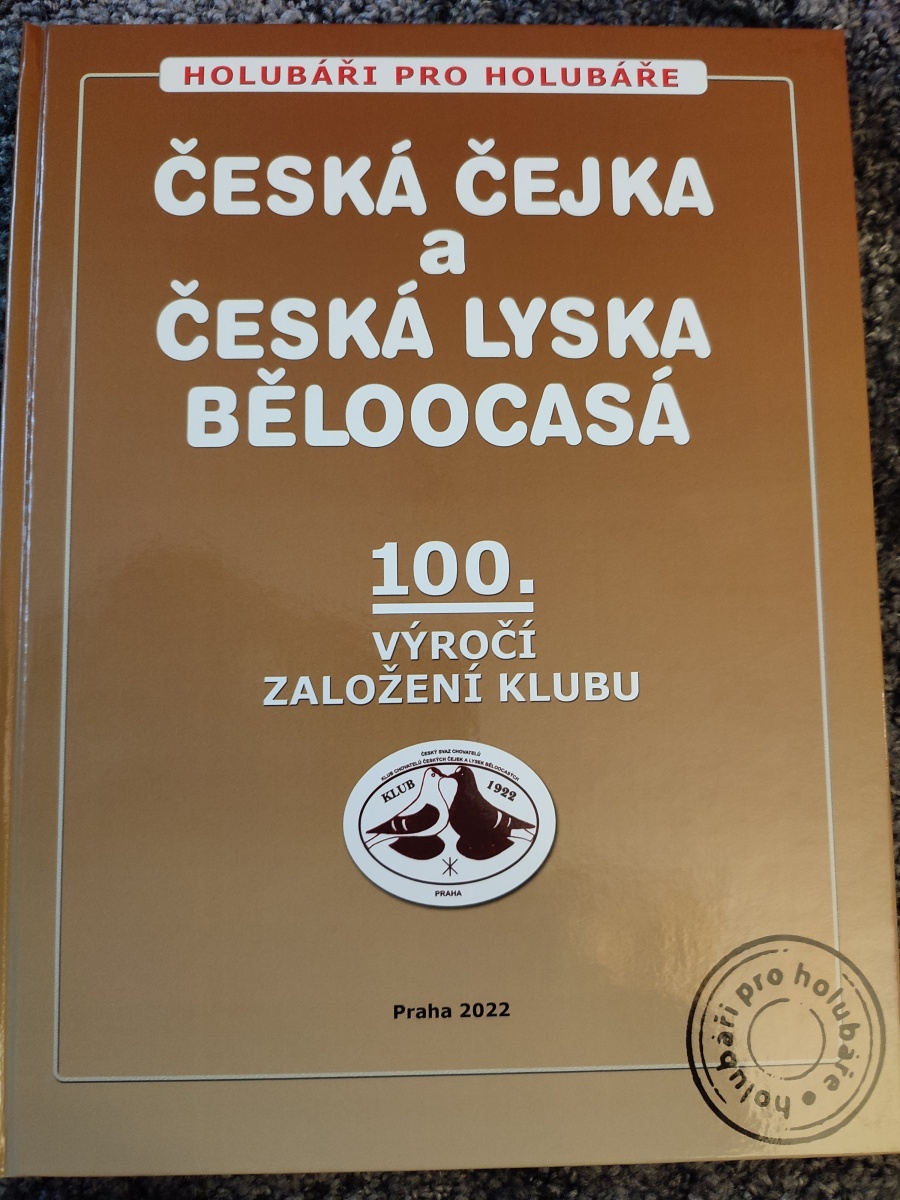 HOLUBÁŘI PRO HOLUBÁŘE
ČESKÁ ČEJKA
a
ČESKÁ LYSKA
BĚLOOCASÁ
100.
VÝROČÍ
ZALOŽENÍ KLUBU
ČESKÝ SVAZ CHOVATELŮ
KLUB CHOVATELŮ ČESKÝCH ČEJEK A LYSEK BĚLOOCASÝCH
KLUB 1922
PRAHA
Praha 2022
holubáři pro holubáře